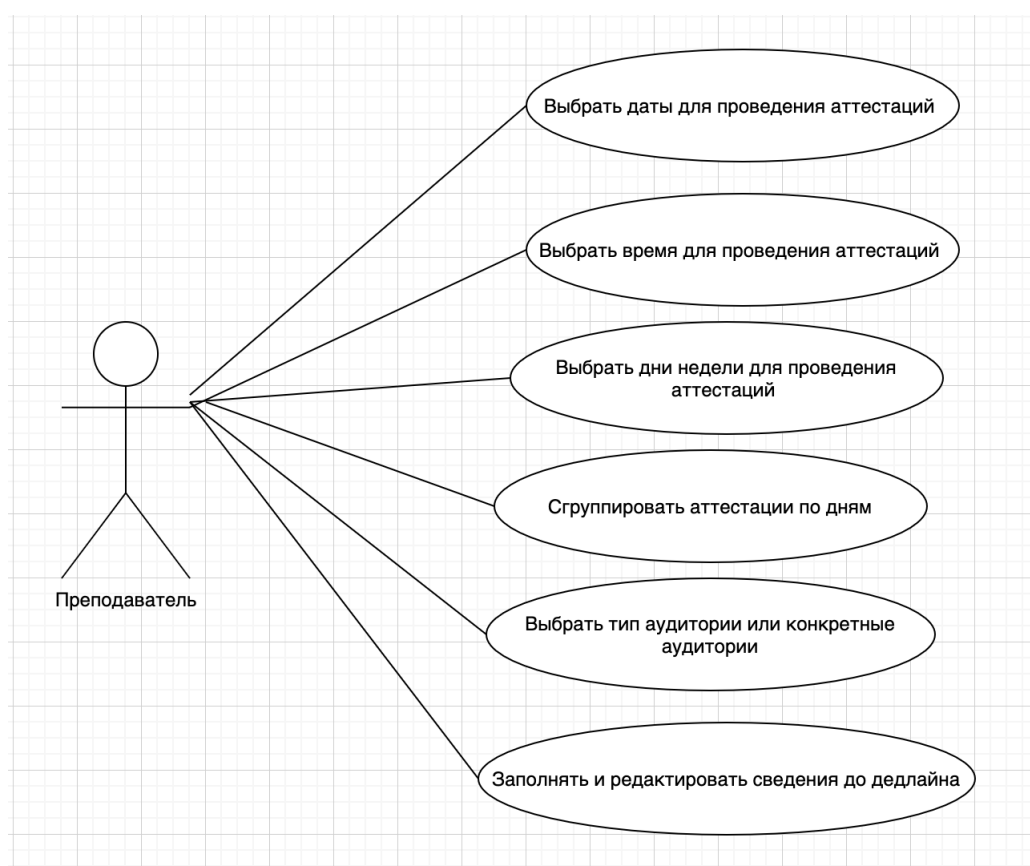 Выбрать даты для проведения аттестаций
Выбрать время для проведения аттестаций
Выбрать дни недели для проведения
аттестаций
Сгруппировать аттестации по дням
Преподаватель
Выбрать тип аудитории или конкретные
аудитории
Заполнять и редактировать сведения до дедлайна